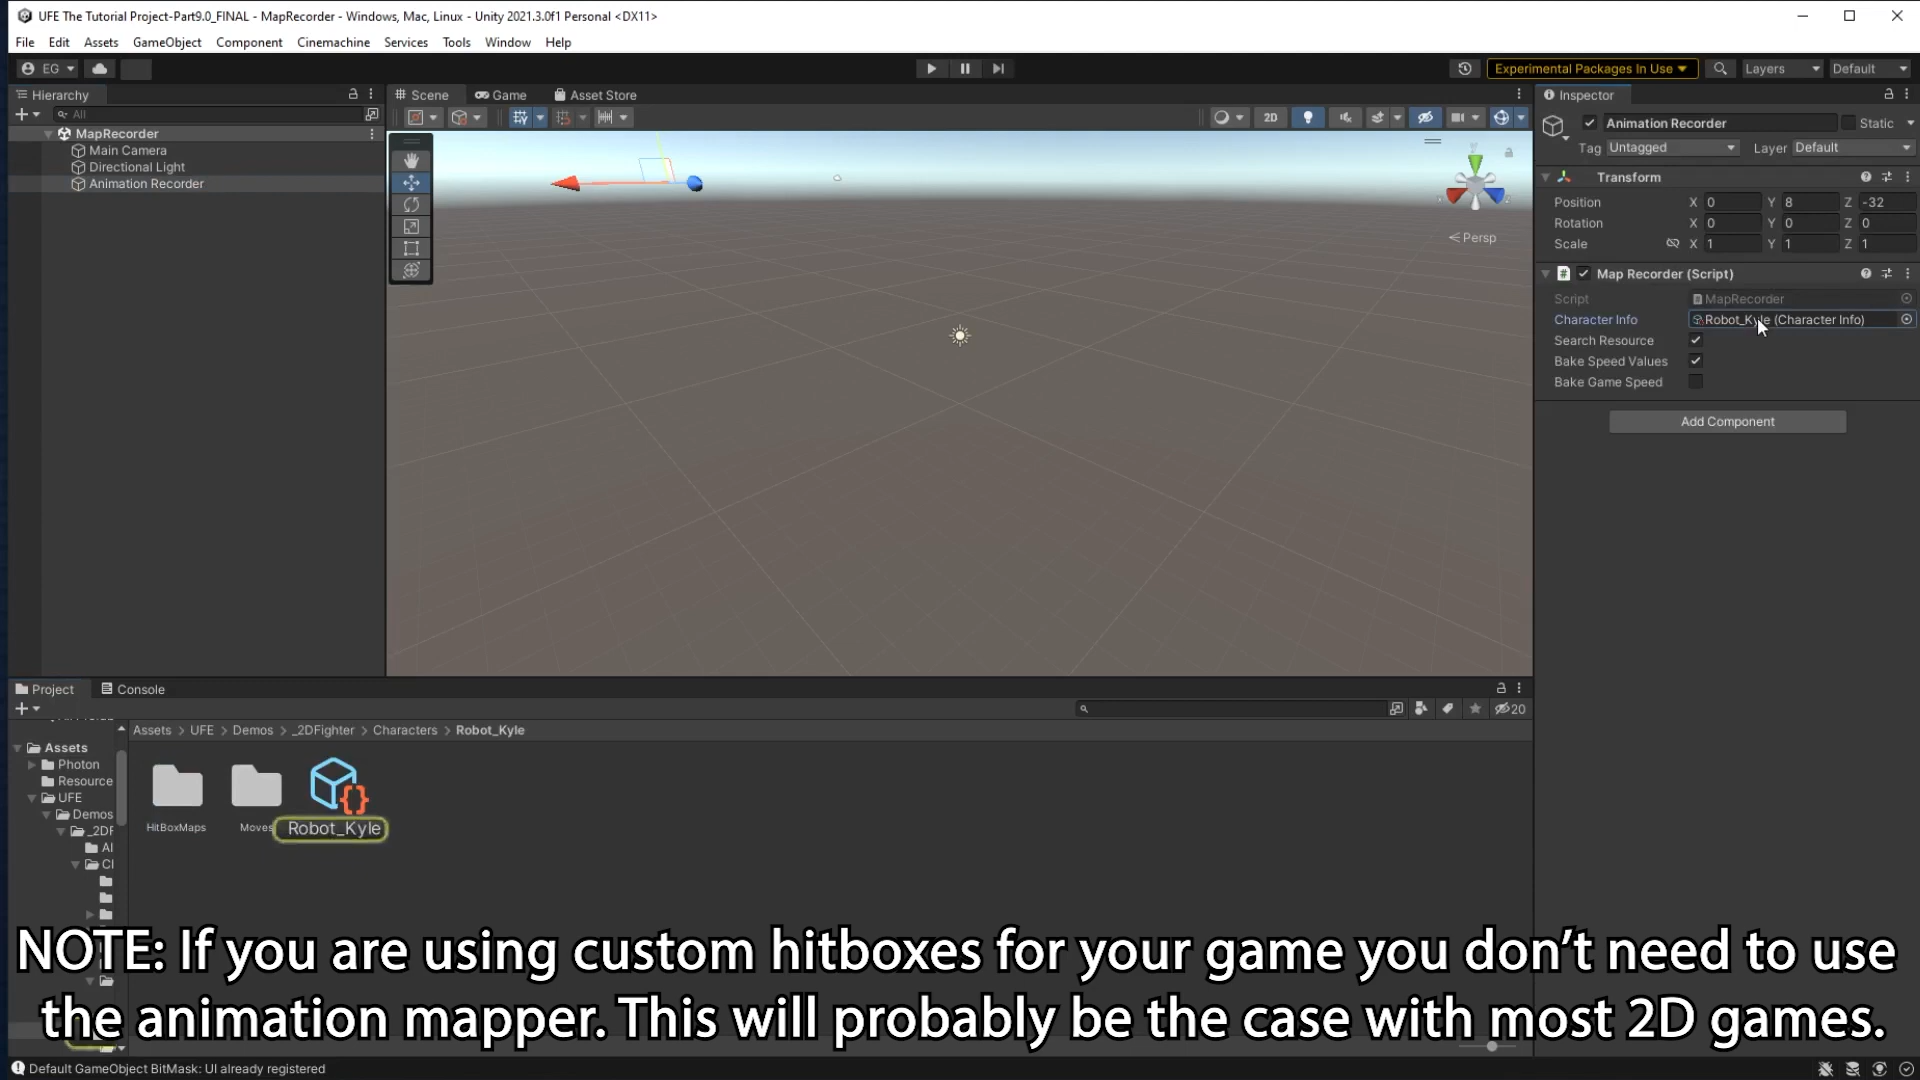 UFE The Tutorial Project-Part9.0_FINAL - MapRecorder - Windows, Mac, Linux - Unity 2021.3.0f1 Personal <DX11>
File Edit Assets GameObject Component Cinemachine Services Tools Window Help
EG
Experimental Packages In Use
Layers
Default
Hierarchy
All
MapRecorder
Main Camera
Directional Light
Animation Recorder
Scene Game Asset Store
2D
Persp
Inspector
Animation Recorder Static
Tag Untagged Layer Default
Transform
Position X 0 Y 8 Z -32
Rotation X 0 Y 0 Z 0
Scale X 1 Y 1 Z 1
Map Recorder (Script)
Script MapRecorder
Character Info Robot_Kyle (Character Info)
Search Resource
Bake Speed Values
Bake Game Speed
Add Component
Project Console
20
Assets > UFE > Demos > _2DFighter > Characters > Robot_Kyle
Assets
Photon
Resource
UFE
Demos
_2DF
AI
Cl
HitBoxMaps
Moves
Robot_Kyle
NOTE: If you are using custom hitboxes for your game you don't need to use
the animation mapper. This will probably be the case with most 2D games.
Default GameObject BitMask: UI already registered